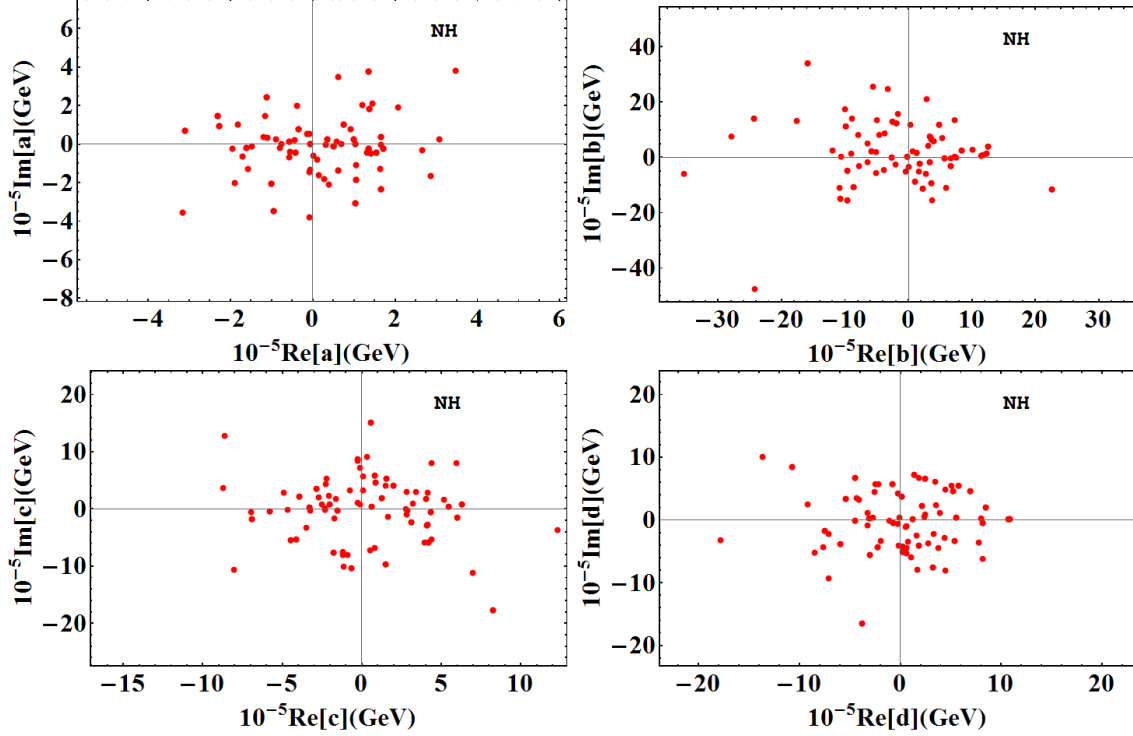 NH
6
4
2
0
−2
−4
−6
−8
10⁻⁵Im[a](GeV)
−4 −2 0 2 4 6
10⁻⁵Re[a](GeV)
NH
40
20
0
−20
−40
10⁻⁵Im[b](GeV)
−30 −20 −10 0 10 20 30
10⁻⁵Re[b](GeV)
NH
20
10
0
−10
−20
10⁻⁵Im[c](GeV)
−15 −10 −5 0 5 10
10⁻⁵Re[c](GeV)
NH
20
10
0
−10
−20
10⁻⁵Im[d](GeV)
−20 −10 0 10 20
10⁻⁵Re[d](GeV)